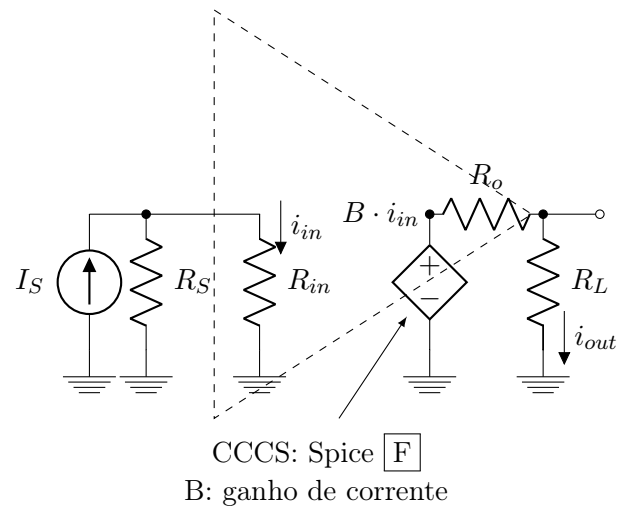 R_o
B · i_in
i_in
I_S
R_S
R_in
+
−
R_L
i_out
CCCS: Spice F
B: ganho de corrente